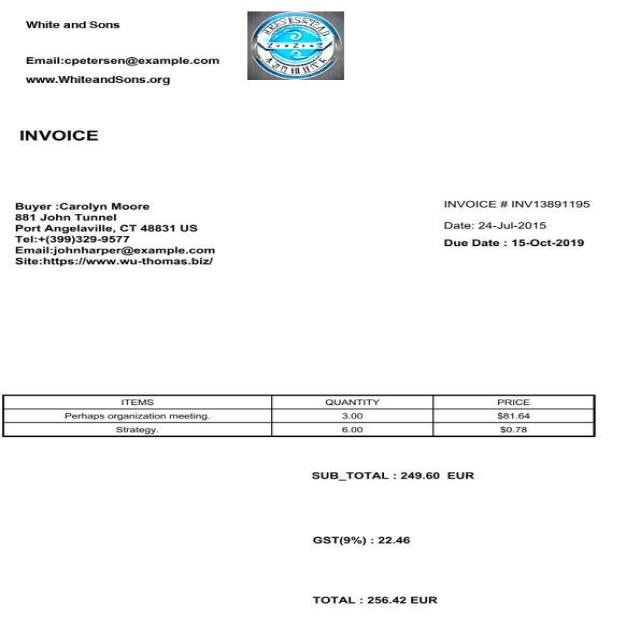 White and Sons
Email:cpetersen@example.com
www.WhiteandSons.org
INVOICE
Buyer :Carolyn Moore
881 John Tunnel
Port Angelaville, CT 48831 US
Tel:+(399)329-9577
Email:johnharper@example.com
Site:https://www.wu-thomas.biz/
INVOICE # INV13891195
Date: 24-Jul-2015
Due Date : 15-Oct-2019
ITEMS QUANTITY PRICE
Perhaps organization meeting. 3.00 $81.64
Strategy. 6.00 $0.78
SUB_TOTAL : 249.60 EUR
GST(9%) : 22.46
TOTAL : 256.42 EUR